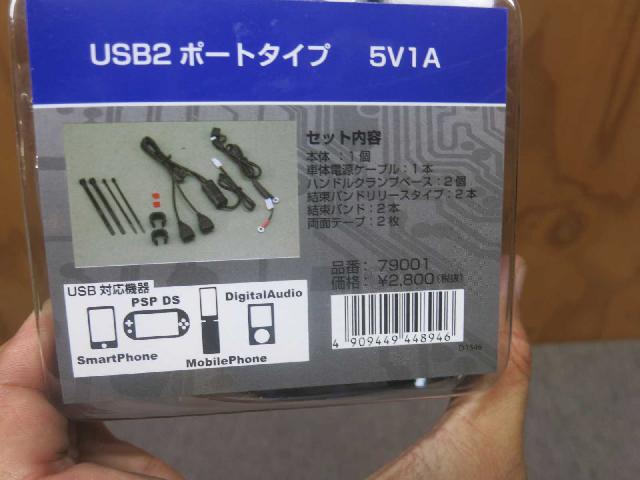 USB2 ポートタイプ 5V1A
セット内容
本体 : 1個
車体電源ケーブル : 1本
ハンドルクランプベース : 2個
結束バンドリリースタイプ : 2本
結束バンド : 2本
両面テープ : 2枚
品番: 79001
価格: ¥2,800(税抜)
USB 対応機器
PSP DS
DigitalAudio
SmartPhone
MobilePhone
4 909449 448946
D1546